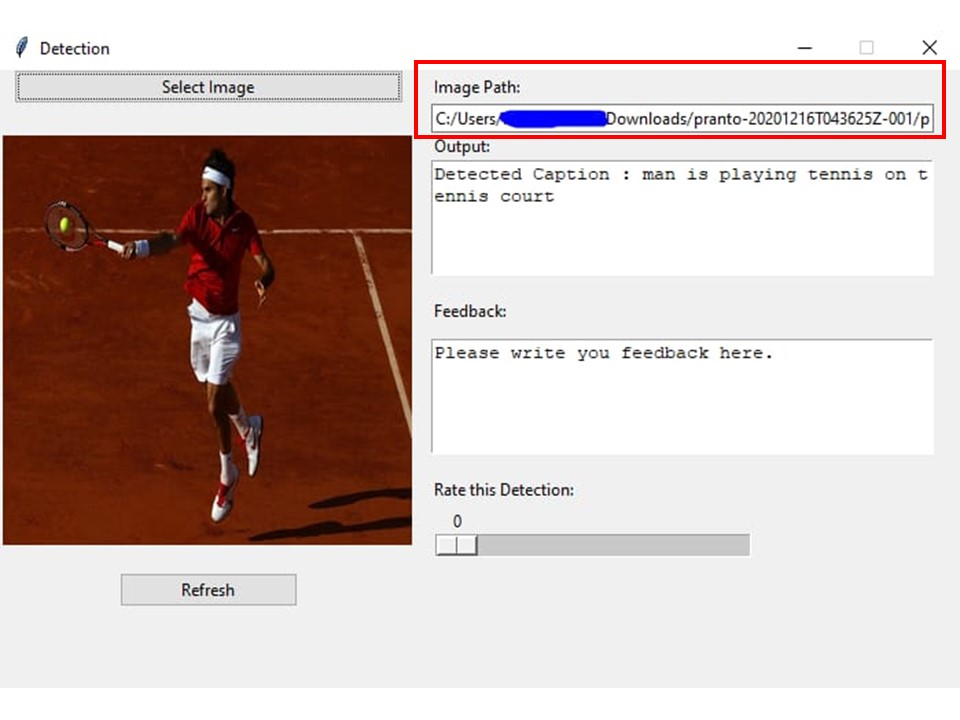 Detection
Select Image
Image Path:
C:/Users/ Downloads/pranto-20201216T043625Z-001/p
Output:
Detected Caption : man is playing tennis on t
ennis court
Feedback:
Please write you feedback here.
Rate this Detection:
0
Refresh